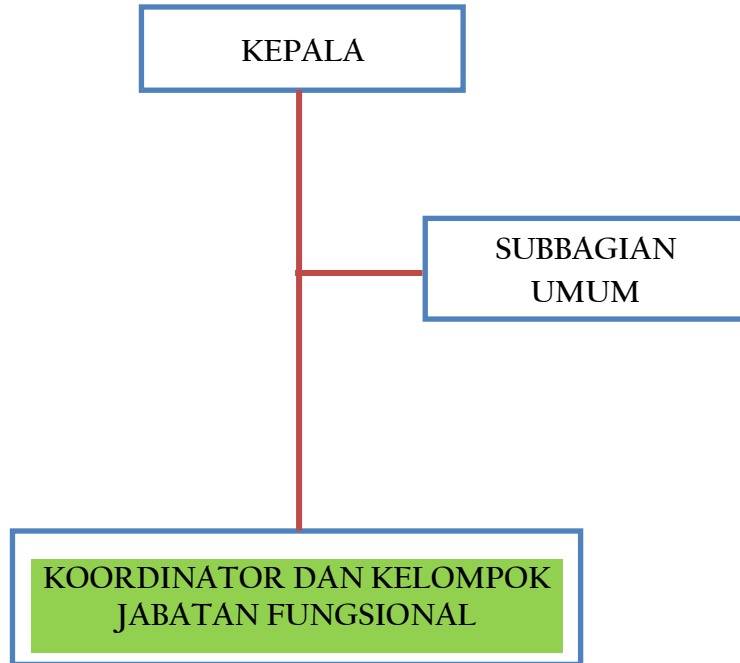 KEPALA
SUBBAGIAN
UMUM
KOORDINATOR DAN KELOMPOK
JABATAN FUNGSIONAL